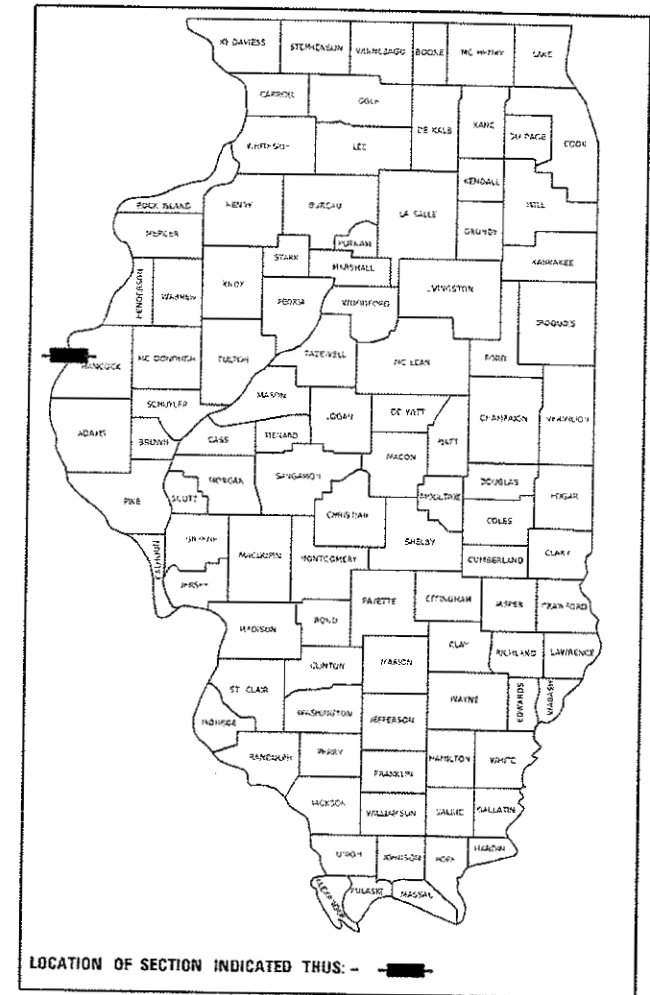 JO DAVIESS STEPHENSON WINNEBAGO BOONE MC HENRY LAKE
CARROLL OGLE DE KALB KANE DU PAGE COOK
WHITESIDE LEE KENDALL
ROCK ISLAND HENRY BUREAU LA SALLE GRUNDY WILL
MERCER PUTNAM KANKAKEE
HENDERSON WARREN KNOX STARK MARSHALL
PEORIA WOODFORD LIVINGSTON IROQUOIS
HANCOCK MC DONOUGH FULTON TAZEWELL MC LEAN FORD
SCHUYLER MASON LOGAN DE WITT CHAMPAIGN VERMILION
ADAMS BROWN CASS MENARD MACON PIATT
PIKE SCOTT MORGAN SANGAMON CHRISTIAN MOULTRIE DOUGLAS EDGAR
COLES
CALHOUN GREENE MACOUPIN MONTGOMERY SHELBY CUMBERLAND CLARK
JERSEY FAYETTE EFFINGHAM JASPER CRAWFORD
MADISON BOND
CLINTON MARION CLAY RICHLAND LAWRENCE
ST. CLAIR WAYNE EDWARDS WABASH
MONROE WASHINGTON JEFFERSON
RANDOLPH PERRY HAMILTON WHITE
FRANKLIN
JACKSON WILLIAMSON SALINE GALLATIN
UNION JOHNSON POPE HARDIN
ALEXANDER PULASKI MASSAC
LOCATION OF SECTION INDICATED THUS: -